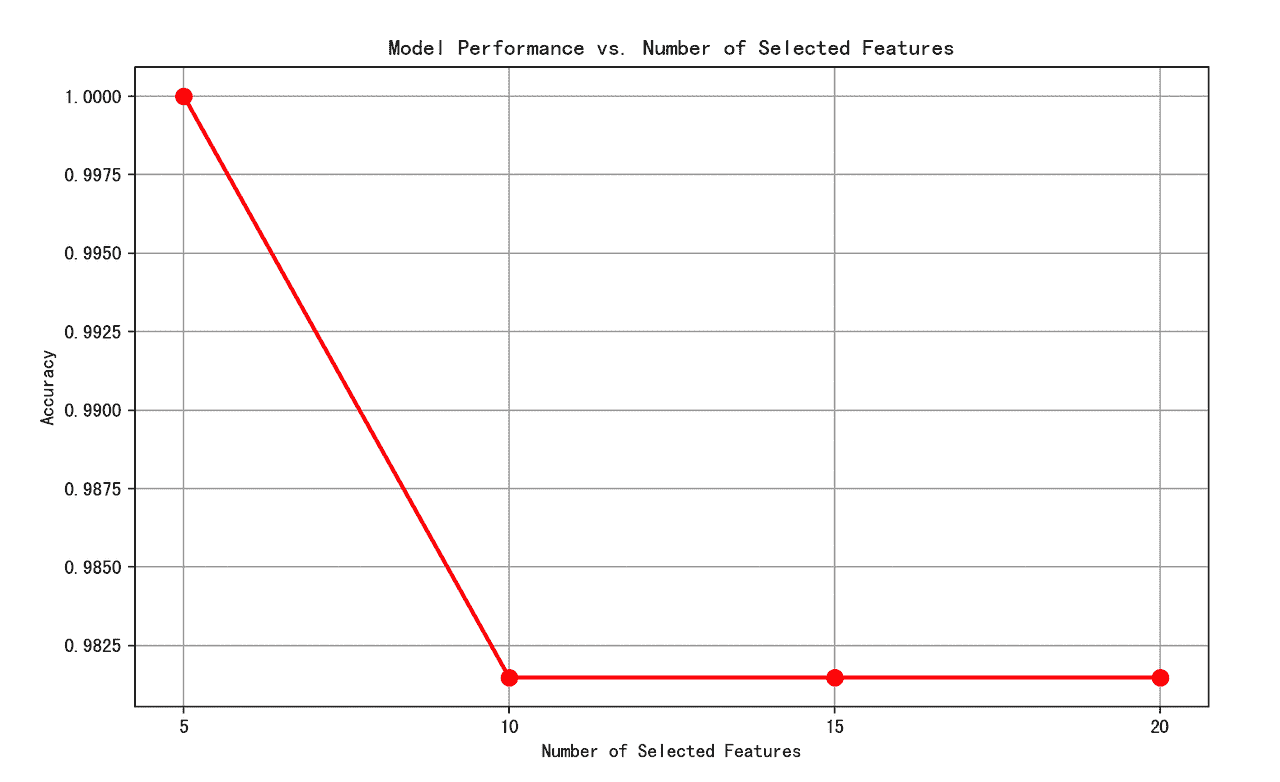 Model Performance vs. Number of Selected Features
1.0000
0.9975
0.9950
0.9925
0.9900
0.9875
0.9850
0.9825
Accuracy
5 10 15 20
Number of Selected Features